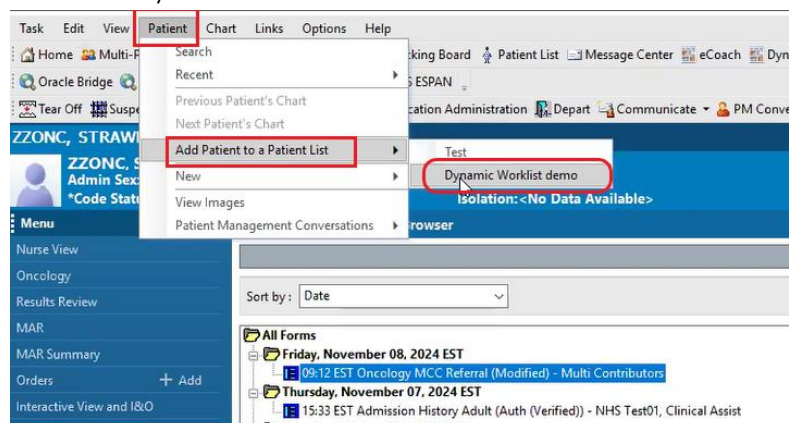 Task Edit View Patient Chart Links Options Help
Home Multi-P king Board Patient List Message Center eCoach Dyn
Search
Oracle Bridge ESPAN
Recent
Tear Off Suspe cation Administration Depart Communicate PM Conve
Previous Patient's Chart
Next Patient's Chart
ZZONC, STRAW
Add Patient to a Patient List
Test
ZZONC, S
New
Dynamic Worklist demo
Admin Sex:
*Code Stat
View Images
Isolation:<No Data Available>
Menu
Patient Management Conversations
rowser
Nurse View
Oncology
Results Review
Sort by : Date
MAR
All Forms
MAR Summary
Friday, November 08, 2024 EST
Orders + Add
09:12 EST Oncology MCC Referral (Modified) - Multi Contributors
Thursday, November 07, 2024 EST
Interactive View and I&O
15:33 EST Admission History Adult (Auth (Verified)) - NHS Test01, Clinical Assist